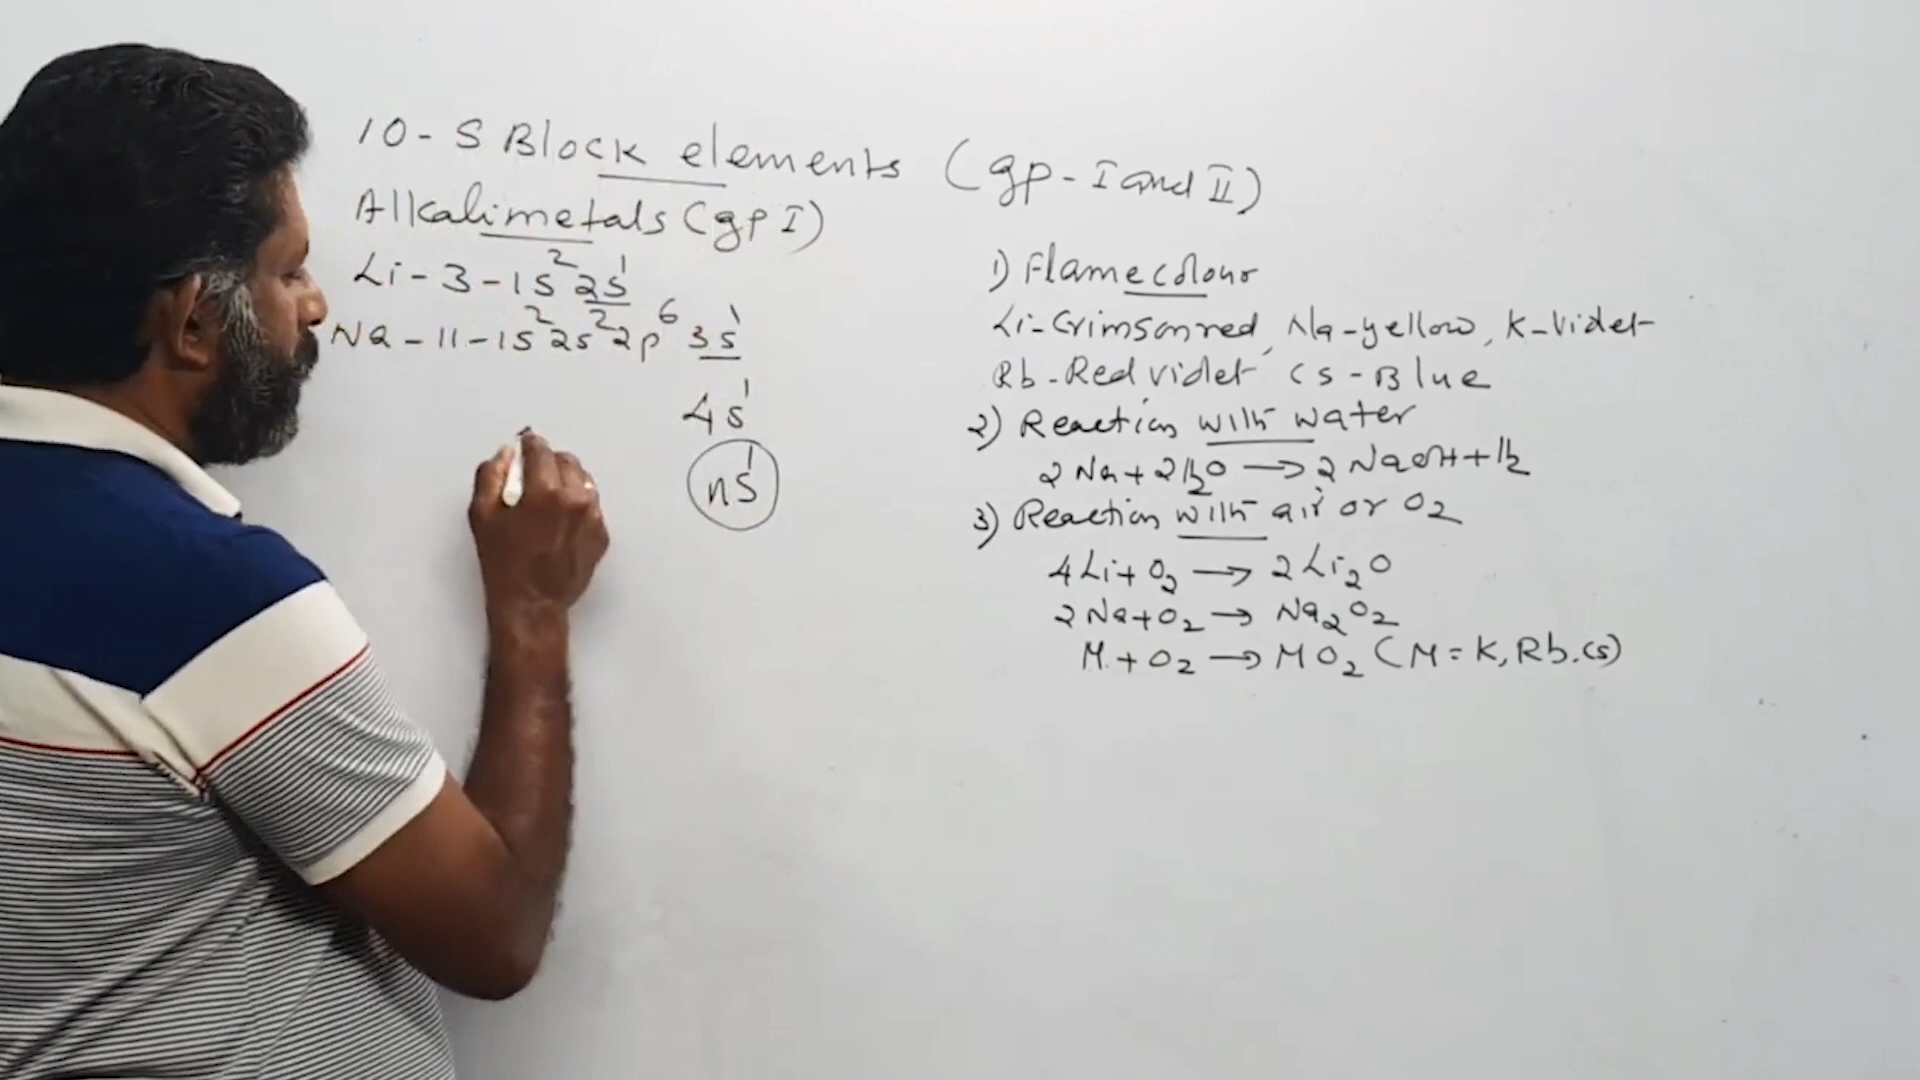 10 - S Block elements (gp - I and II)
Alkali metals (gp I)
Li - 3 - 1s² 2s¹
Na - 11 - 1s² 2s² 2p⁶ 3s¹
4s¹
ns¹
1) Flame colour
Li - Crimson red, Na - yellow, K - Violet
Rb - Red violet Cs - Blue
2) Reaction with water
2Na + 2H₂O → 2NaOH + H₂
3) Reaction with air or O₂
4Li + O₂ → 2Li₂O
2Na + O₂ → Na₂O₂
M + O₂ → MO₂ (M = K, Rb, Cs)